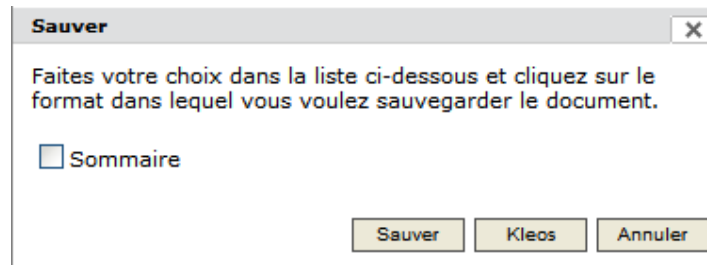 Sauver
Faites votre choix dans la liste ci-dessous et cliquez sur le
format dans lequel vous voulez sauvegarder le document.
Sommaire
Sauver Kleos Annuler